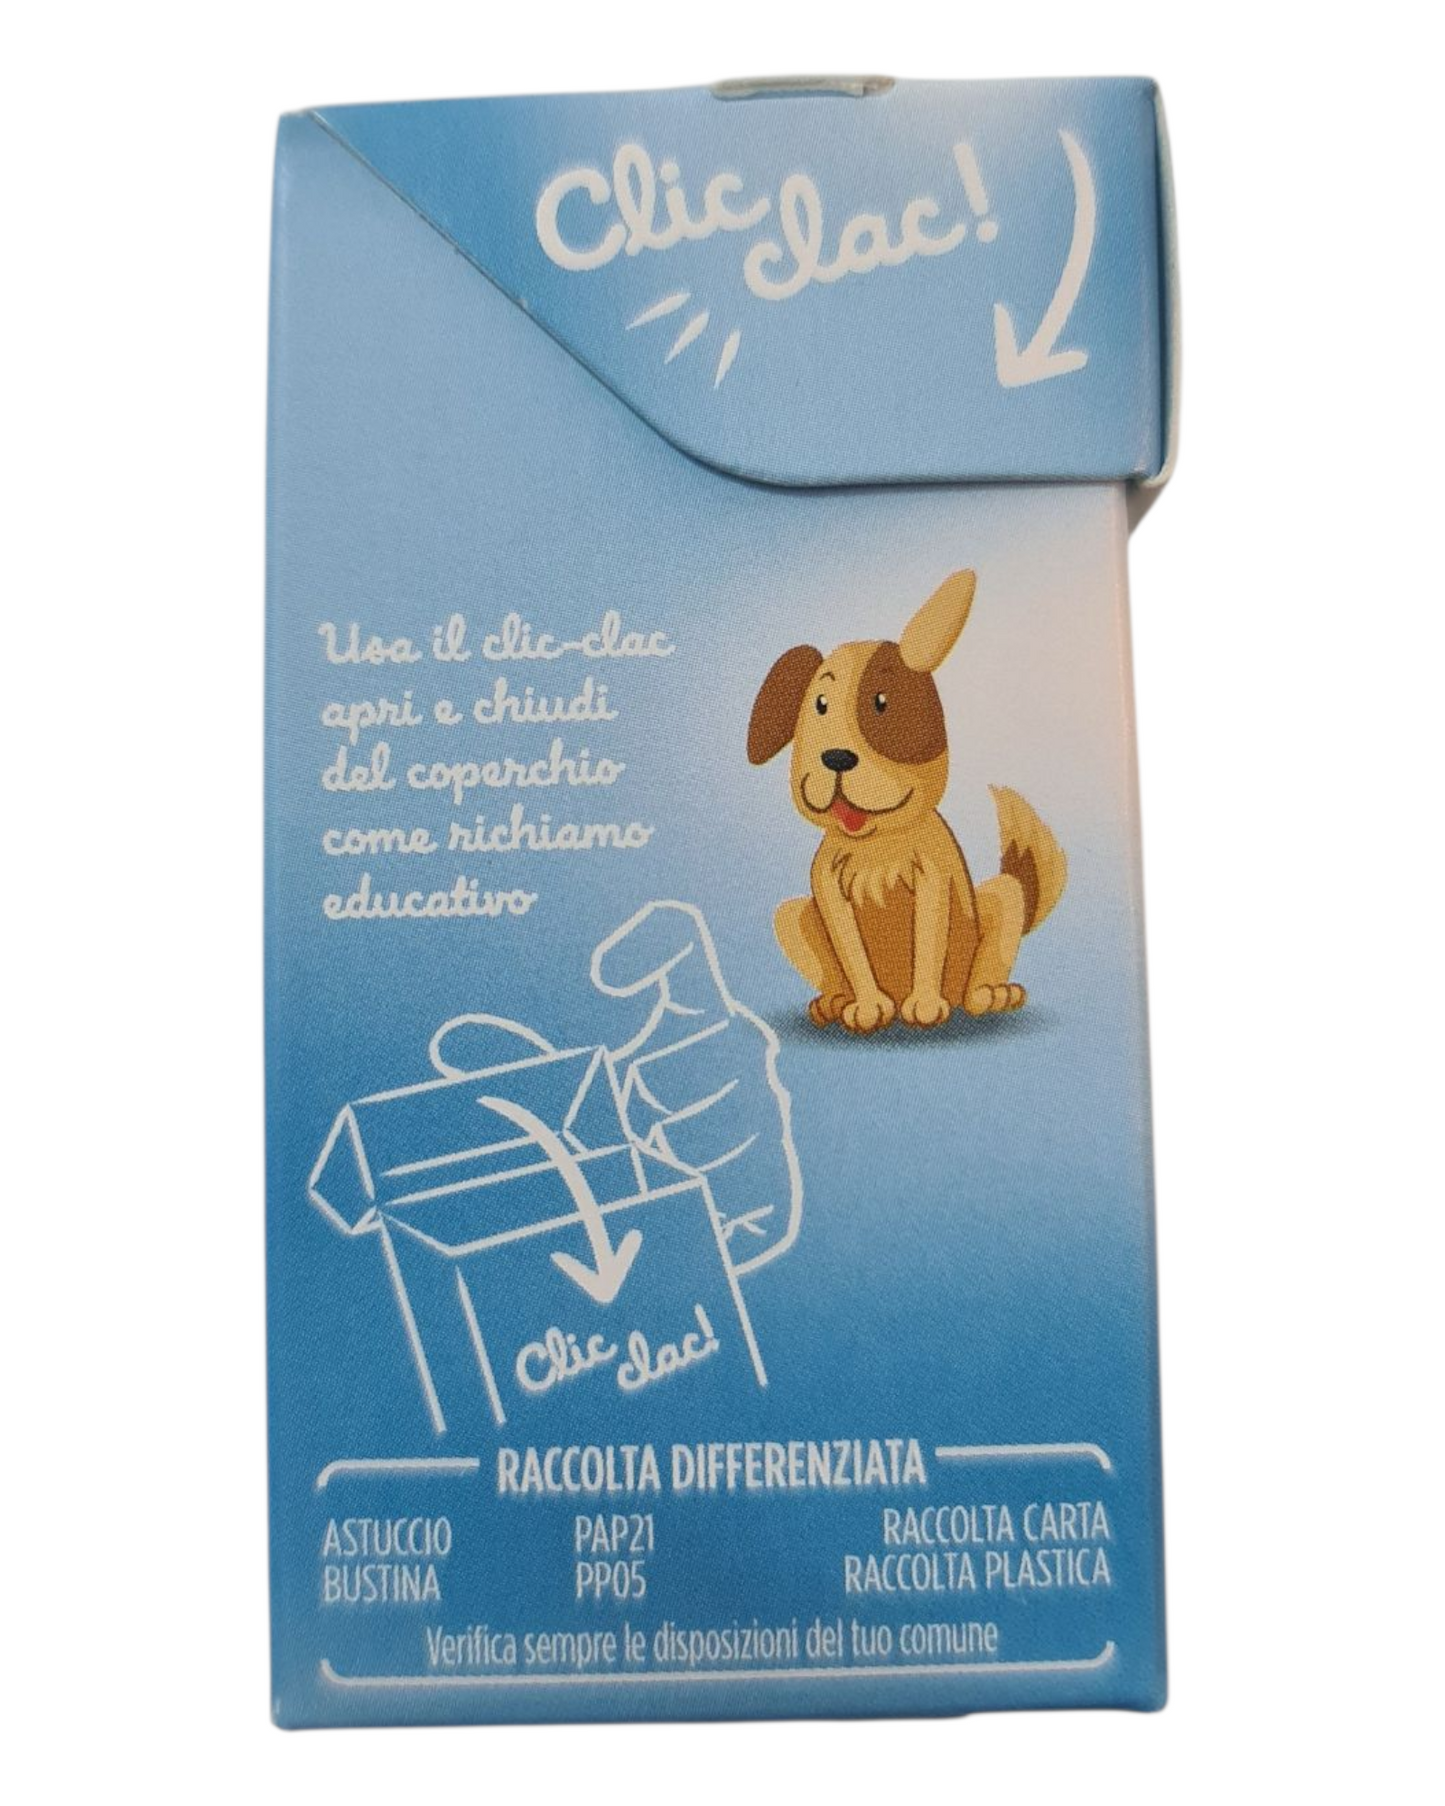 Clic clac!
Usa il clic-clac
apri e chiudi
del coperchio
come richiamo
educativo
Clic clac!
RACCOLTA DIFFERENZIATA
ASTUCCIO PAP21 RACCOLTA CARTA
BUSTINA PP05 RACCOLTA PLASTICA
Verifica sempre le disposizioni del tuo comune